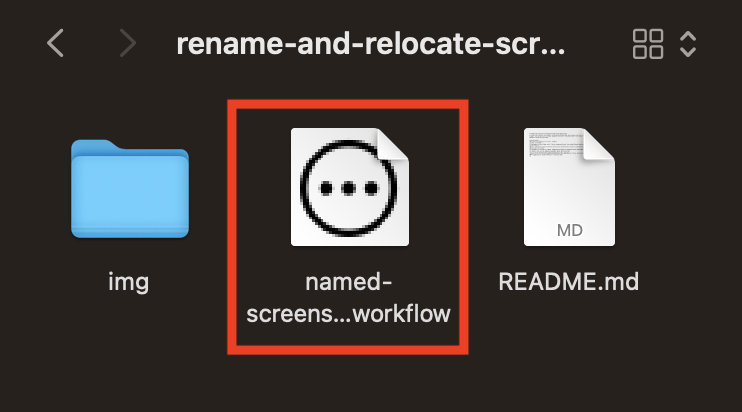 rename-and-relocate-scr...
MD
img
named-
screens...workflow
README.md